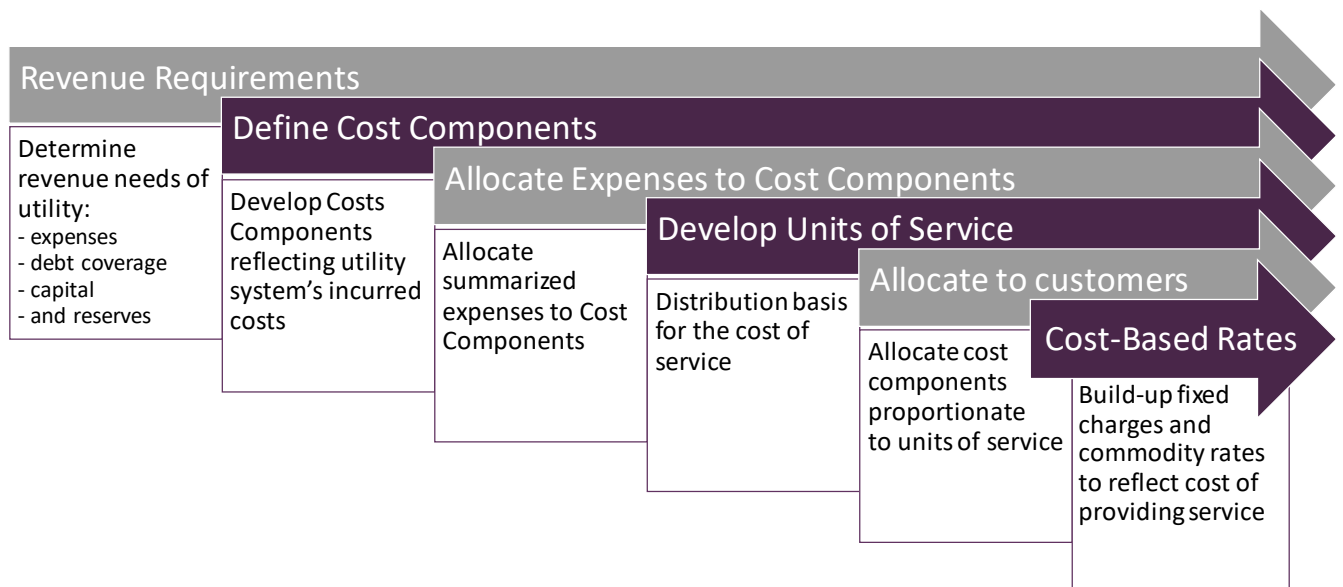 Revenue Requirements
Determine
revenue needs of
utility:
- expenses
- debt coverage
- capital
- and reserves
Define Cost Components
Develop Costs
Components
reflecting utility
system’s incurred
costs
Allocate Expenses to Cost Components
Allocate
summarized
expenses to Cost
Components
Develop Units of Service
Distribution basis
for the cost of
service
Allocate to customers
Allocate cost
components
proportionate
to units of service
Cost-Based Rates
Build-up fixed
charges and
commodity rates
to reflect cost of
providing service